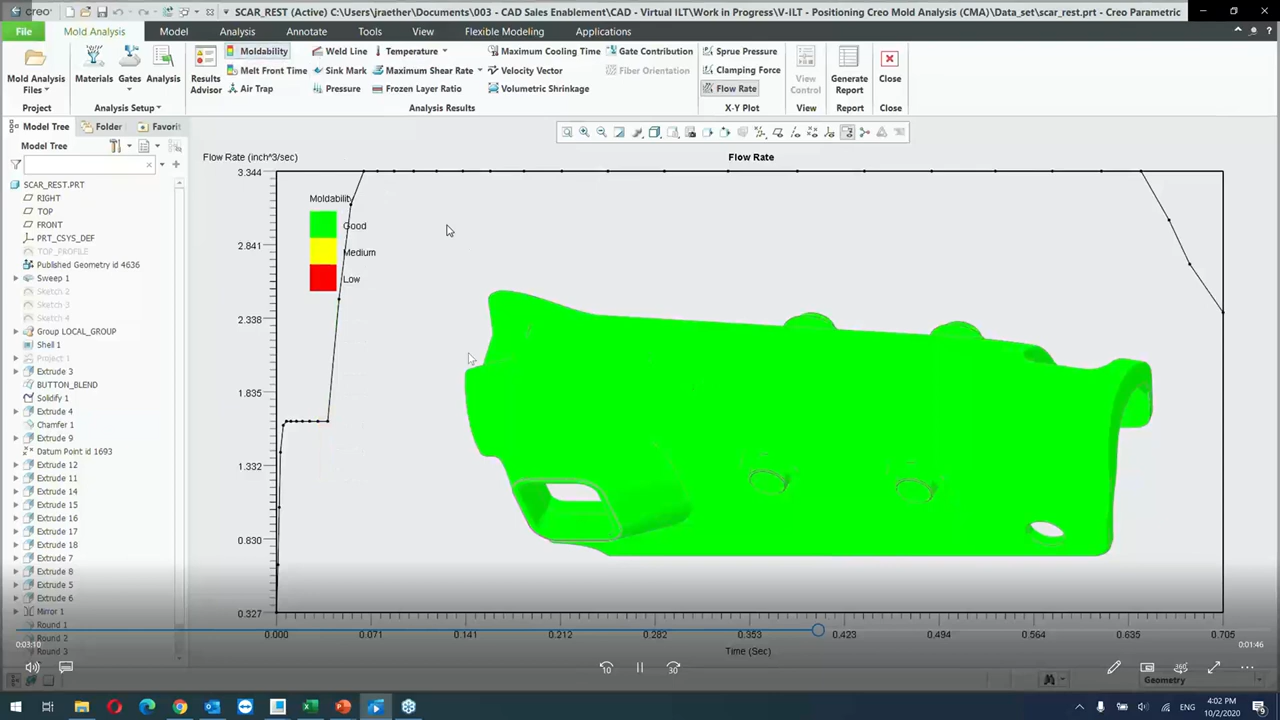 creo
SCAR_REST (Active) C:\Users\jraether\Documents\003 - CAD Sales Enablement\CAD - Virtual ILT\Work in Progress\V-ILT - Positioning Creo Mold Analysis (CMA)\Data_set\scar_rest.prt - Creo Parametric
File Mold Analysis Model Analysis Annotate Tools View Flexible Modeling Applications
Moldability Weld Line Temperature Maximum Cooling Time Gate Contribution Sprue Pressure
Melt Front Time Sink Mark Maximum Shear Rate Velocity Vector Fiber Orientation Clamping Force
Air Trap Pressure Frozen Layer Ratio Volumetric Shrinkage Flow Rate
Mold Analysis Files
Materials Gates Analysis
Results Advisor
View Control
Generate Report
Close
Project Analysis Setup Analysis Results X-Y Plot View Report Close
Model Tree Folder Favorit
Model Tree
SCAR_REST.PRT
RIGHT
TOP
FRONT
PRT_CSYS_DEF
TOP_PROFILE
Published Geometry id 4636
Sweep 1
Sketch 2
Sketch 3
Sketch 4
Group LOCAL_GROUP
Shell 1
Project 1
Extrude 3
BUTTON_BLEND
Solidify 1
Extrude 4
Chamfer 1
Extrude 9
Datum Point id 1693
Extrude 12
Extrude 11
Extrude 14
Extrude 15
Extrude 16
Extrude 17
Extrude 18
Extrude 7
Extrude 8
Extrude 5
Extrude 6
Mirror 1
Round 1
Round 2
Round 3
Flow Rate (inch^3/sec)
Flow Rate
3.344
2.841
2.338
1.835
1.332
0.830
0.327
Moldability
Good
Medium
Low
0.000 0.071 0.141 0.212 0.282 0.353 0.423 0.494 0.564 0.635 0.705
Time (Sec)
0:03:10
0:01:46
10
30
Geometry
ENG
4:02 PM
10/2/2020